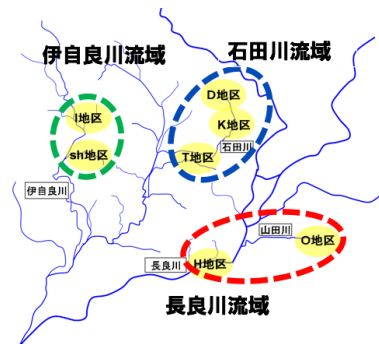 伊自良川流域
石田川流域
I地区
sh地区
D地区
K地区
T地区
石田川
伊自良川
山田川
O地区
長良川
H地区
長良川流域